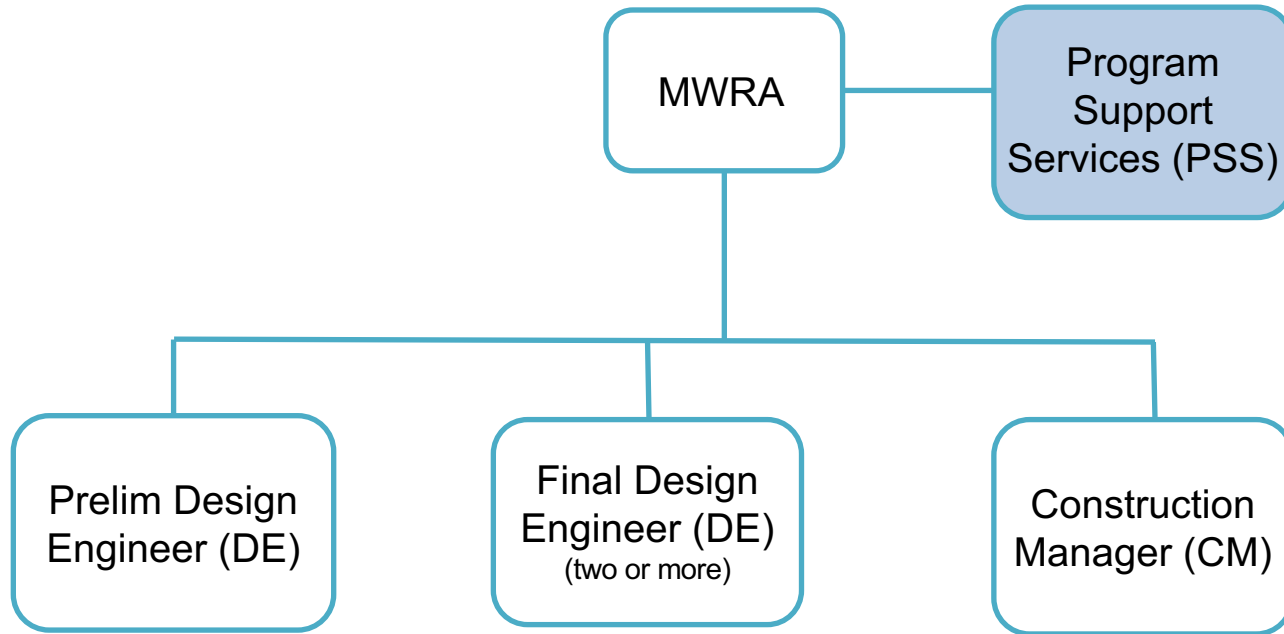 MWRA
Program
Support
Services (PSS)
Prelim Design
Engineer (DE)
Final Design
Engineer (DE)
(two or more)
Construction
Manager (CM)